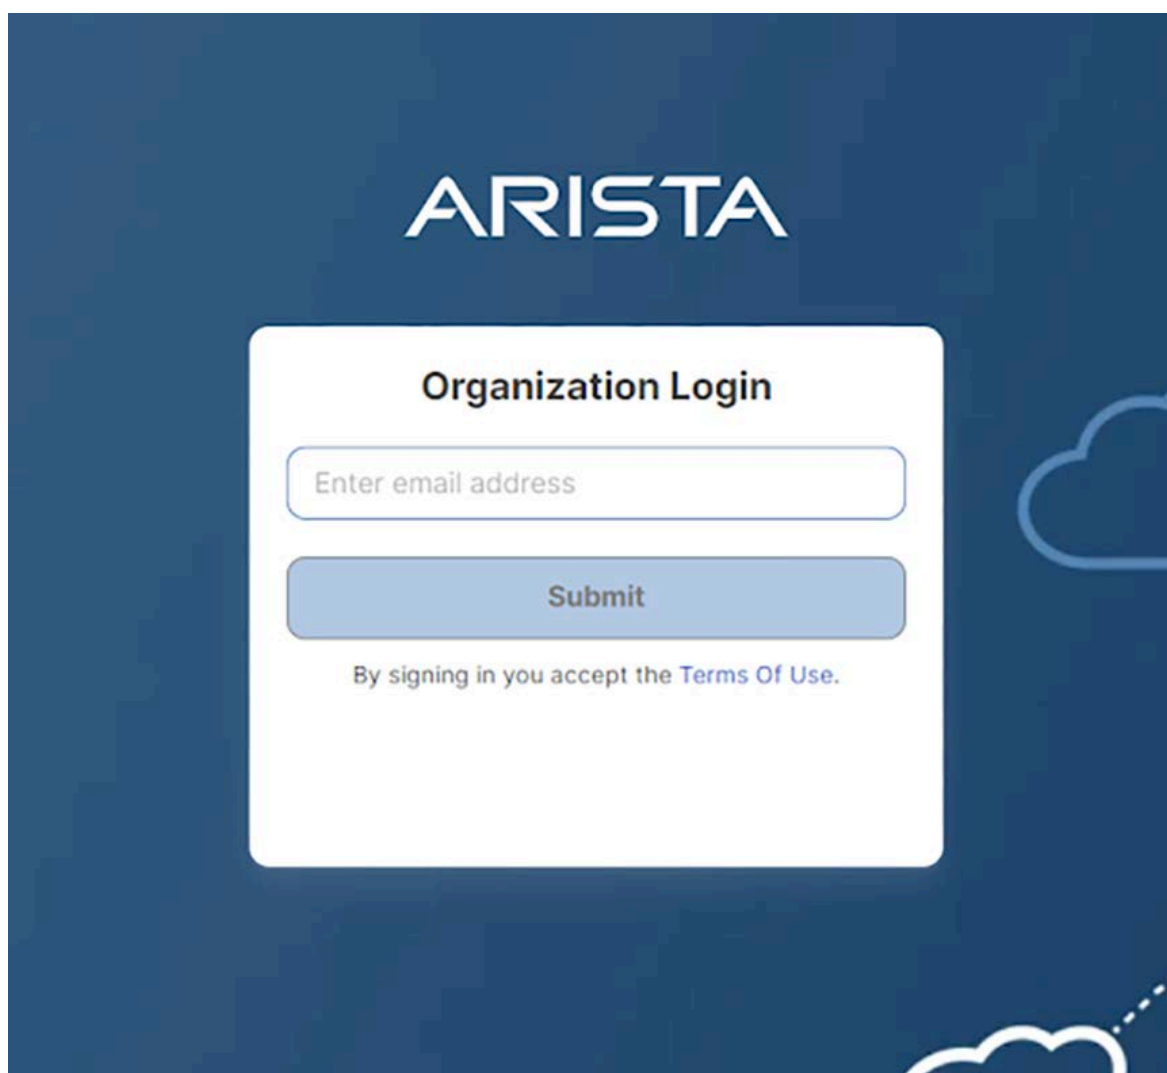 ARISTA
Organization Login
Enter email address
Submit
By signing in you accept the Terms Of Use.